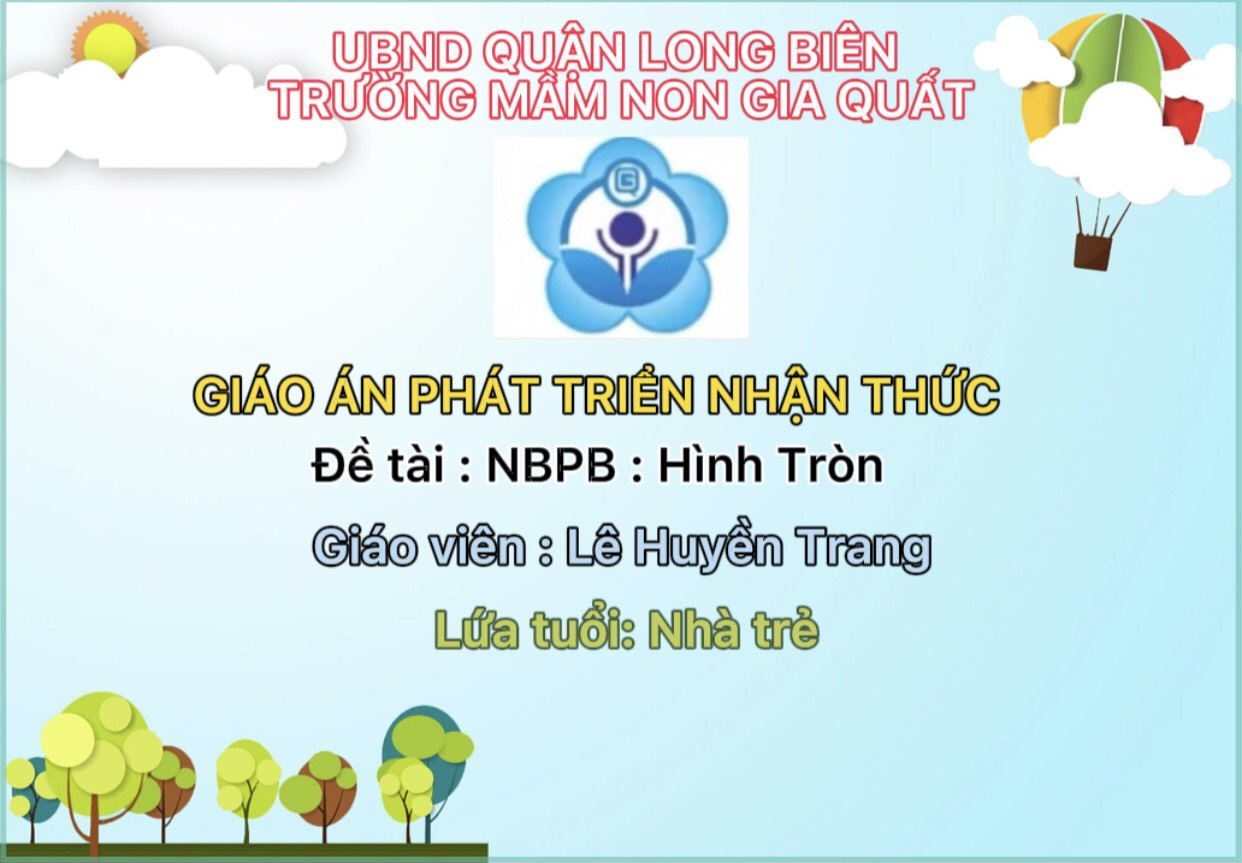 UBND QUẬN LONG BIÊN
TRƯỜNG MẦM NON GIA QUẤT
GQ
GIÁO ÁN PHÁT TRIỂN NHẬN THỨC
Đề tài : NBPB : Hình Tròn
Giáo viên : Lê Huyền Trang
Lứa tuổi: Nhà trẻ